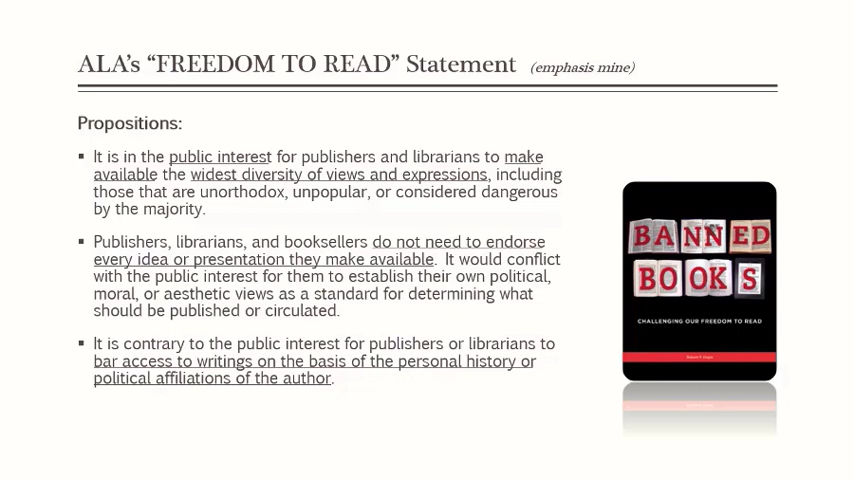 ALA's “FREEDOM TO READ” Statement (emphasis mine)
Propositions:
▪ It is in the public interest for publishers and librarians to make
available the widest diversity of views and expressions, including
those that are unorthodox, unpopular, or considered dangerous
by the majority.
▪ Publishers, librarians, and booksellers do not need to endorse
every idea or presentation they make available. It would conflict
with the public interest for them to establish their own political,
moral, or aesthetic views as a standard for determining what
should be published or circulated.
▪ It is contrary to the public interest for publishers or librarians to
bar access to writings on the basis of the personal history or
political affiliations of the author.
BANNED
BOOKS
CHALLENGING OUR FREEDOM TO READ